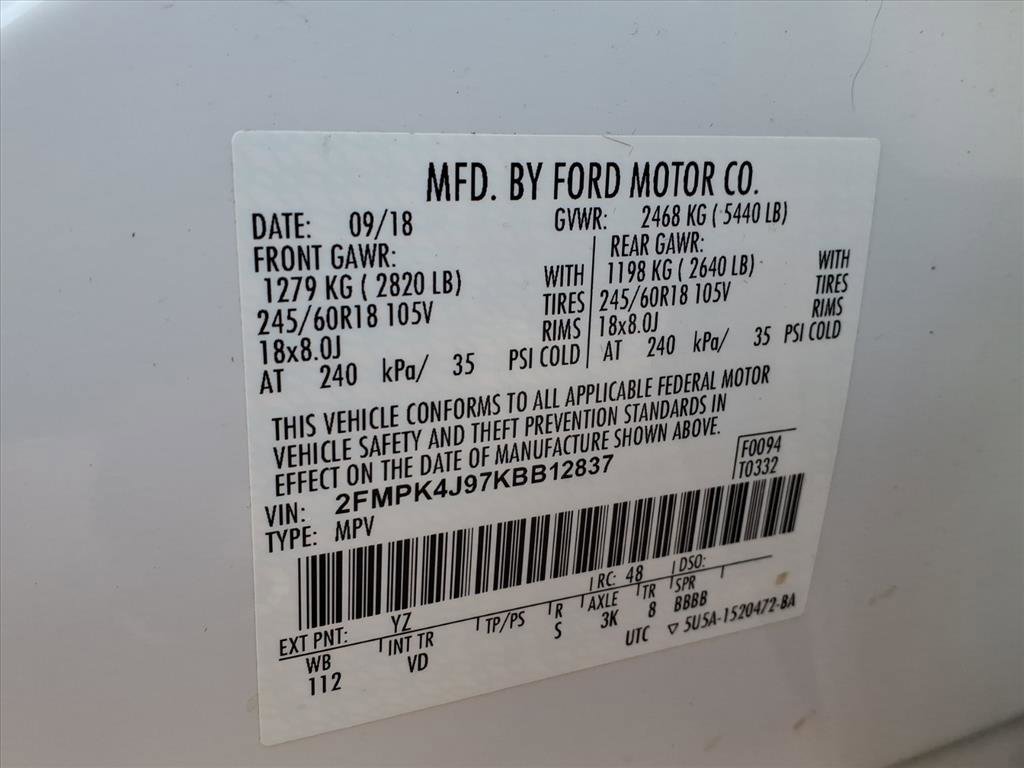 MFD. BY FORD MOTOR CO.
DATE: 09/18 GVWR: 2468 KG ( 5440 LB)
FRONT GAWR:
1279 KG ( 2820 LB) WITH
245/60R18 105V TIRES
18x8.0J RIMS
AT 240 kPa/ 35 PSI COLD
REAR GAWR:
1198 KG ( 2640 LB) WITH
245/60R18 105V TIRES
18x8.0J RIMS
AT 240 kPa/ 35 PSI COLD
THIS VEHICLE CONFORMS TO ALL APPLICABLE FEDERAL MOTOR
VEHICLE SAFETY AND THEFT PREVENTION STANDARDS IN
EFFECT ON THE DATE OF MANUFACTURE SHOWN ABOVE.
F0094
T0332
VIN: 2FMPK4J97KBB12837
TYPE: MPV
EXT PNT: YZ RC: 48 DSO:
WB INT TR TP/PS R AXLE TR SPR
112 VD S 3K 8 BBBB
UTC ▽ 5U5A-1520472-BA